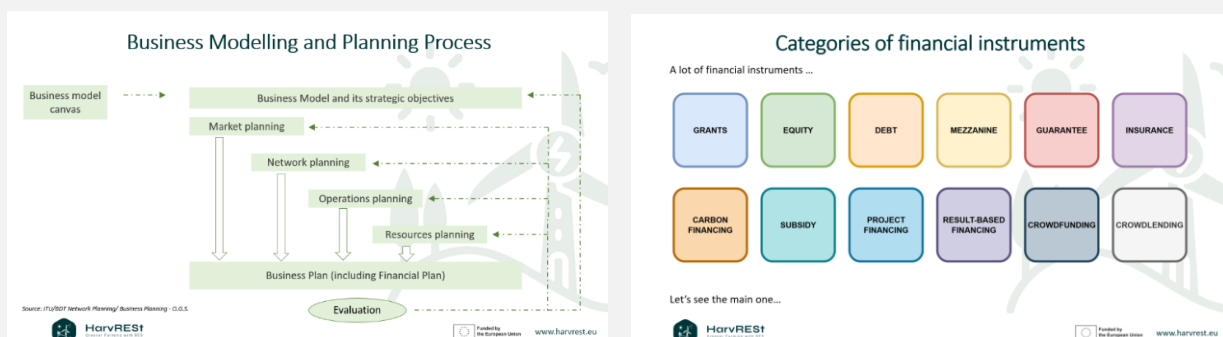 Business Modelling and Planning Process
Business model
canvas
Business Model and its strategic objectives
Market planning
Network planning
Operations planning
Resources planning
Business Plan (including Financial Plan)
Evaluation
Source: ITU/BDT Network Planning/ Business Planning - O.G.S.
HarvRESt
Funded by
the European Union
www.harvrest.eu
Categories of financial instruments
A lot of financial instruments ...
GRANTS
EQUITY
DEBT
MEZZANINE
GUARANTEE
INSURANCE
CARBON
FINANCING
SUBSIDY
PROJECT
FINANCING
RESULT-BASED
FINANCING
CROWDFUNDING
CROWDLENDING
Let's see the main one...
HarvRESt
Funded by
the European Union
www.harvrest.eu